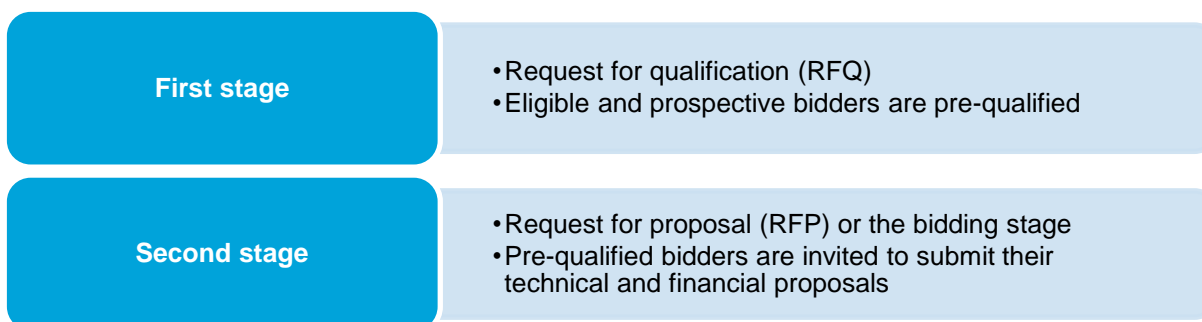 First stage
•Request for qualification (RFQ)
•Eligible and prospective bidders are pre-qualified
Second stage
•Request for proposal (RFP) or the bidding stage
•Pre-qualified bidders are invited to submit their
technical and financial proposals